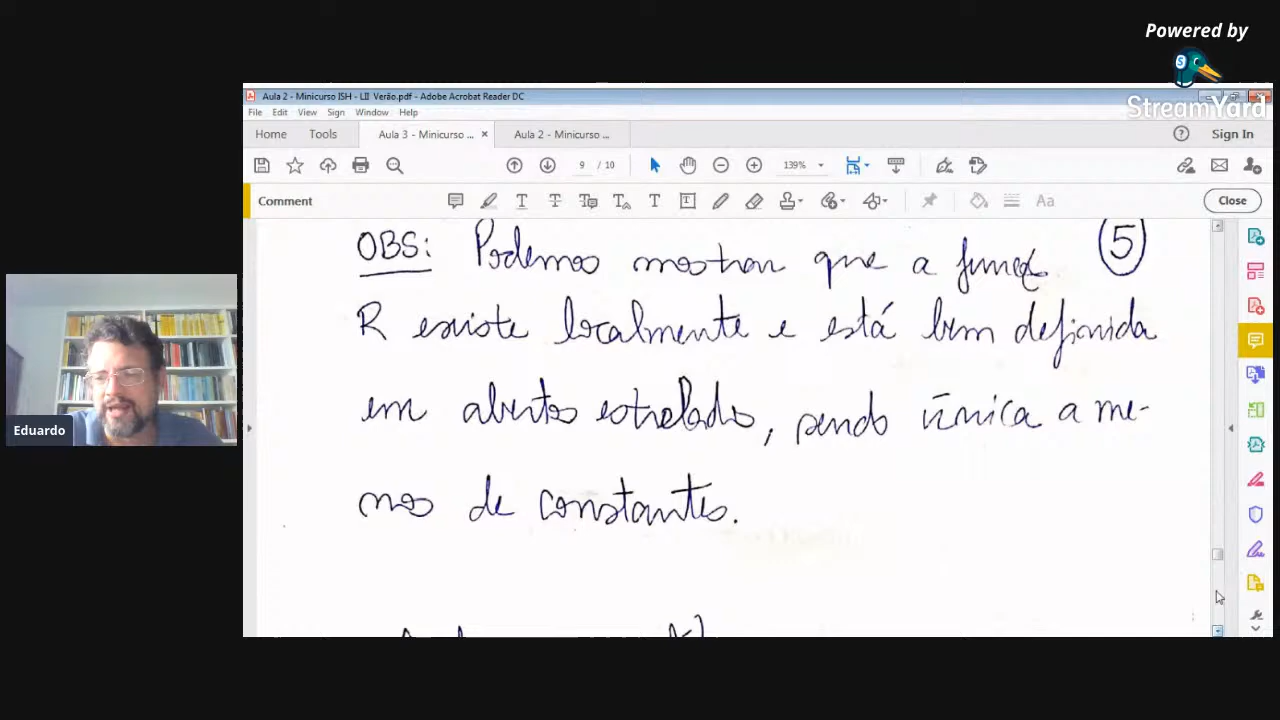 Powered by
StreamYard
Aula 2 - Minicurso ISH - LII Verão.pdf - Adobe Acrobat Reader DC
File Edit View Sign Window Help
Home Tools Aula 3 - Minicurso ... × Aula 2 - Minicurso ... Sign In
9 / 10 139%
Comment Close
OBS: Podemos mostrar que a funç 5
R existe localmente e está bem definida
em abertos estrelados, sendo única a me-
nos de constantes.
Eduardo